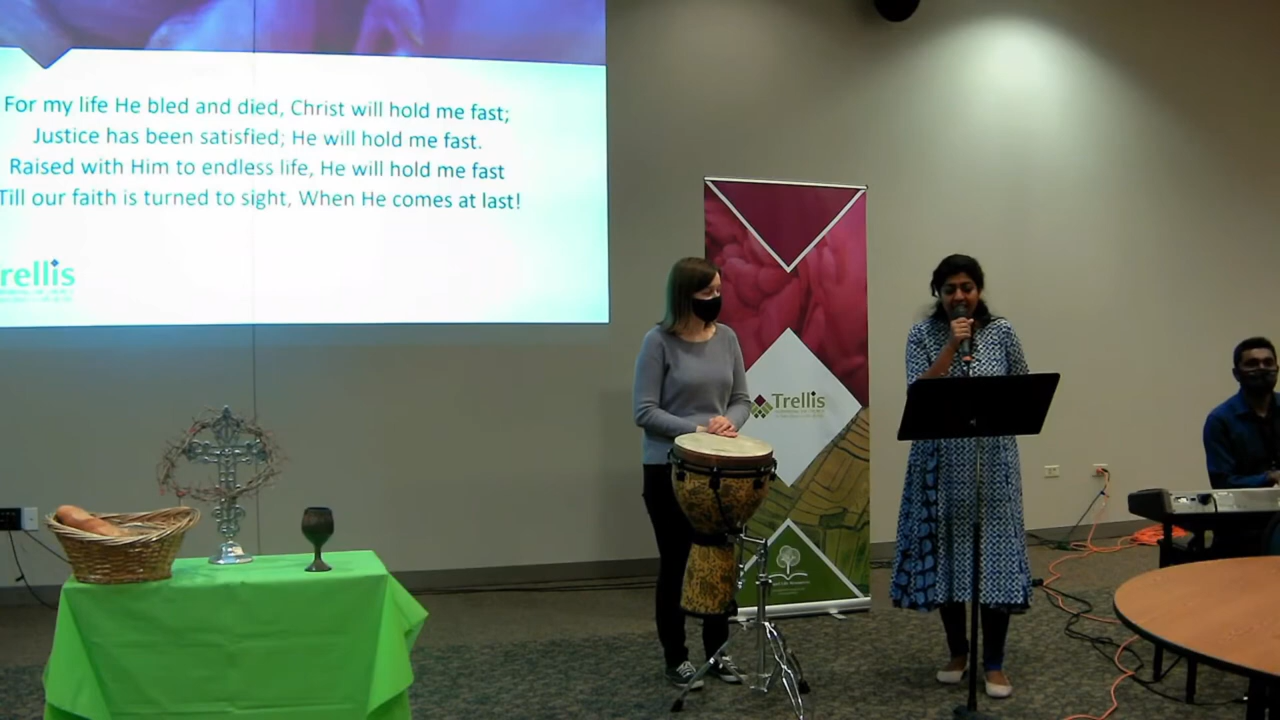 For my life He bled and died, Christ will hold me fast;
Justice has been satisfied; He will hold me fast.
Raised with Him to endless life, He will hold me fast
Till our faith is turned to sight, When He comes at last!
rellis
Trellis